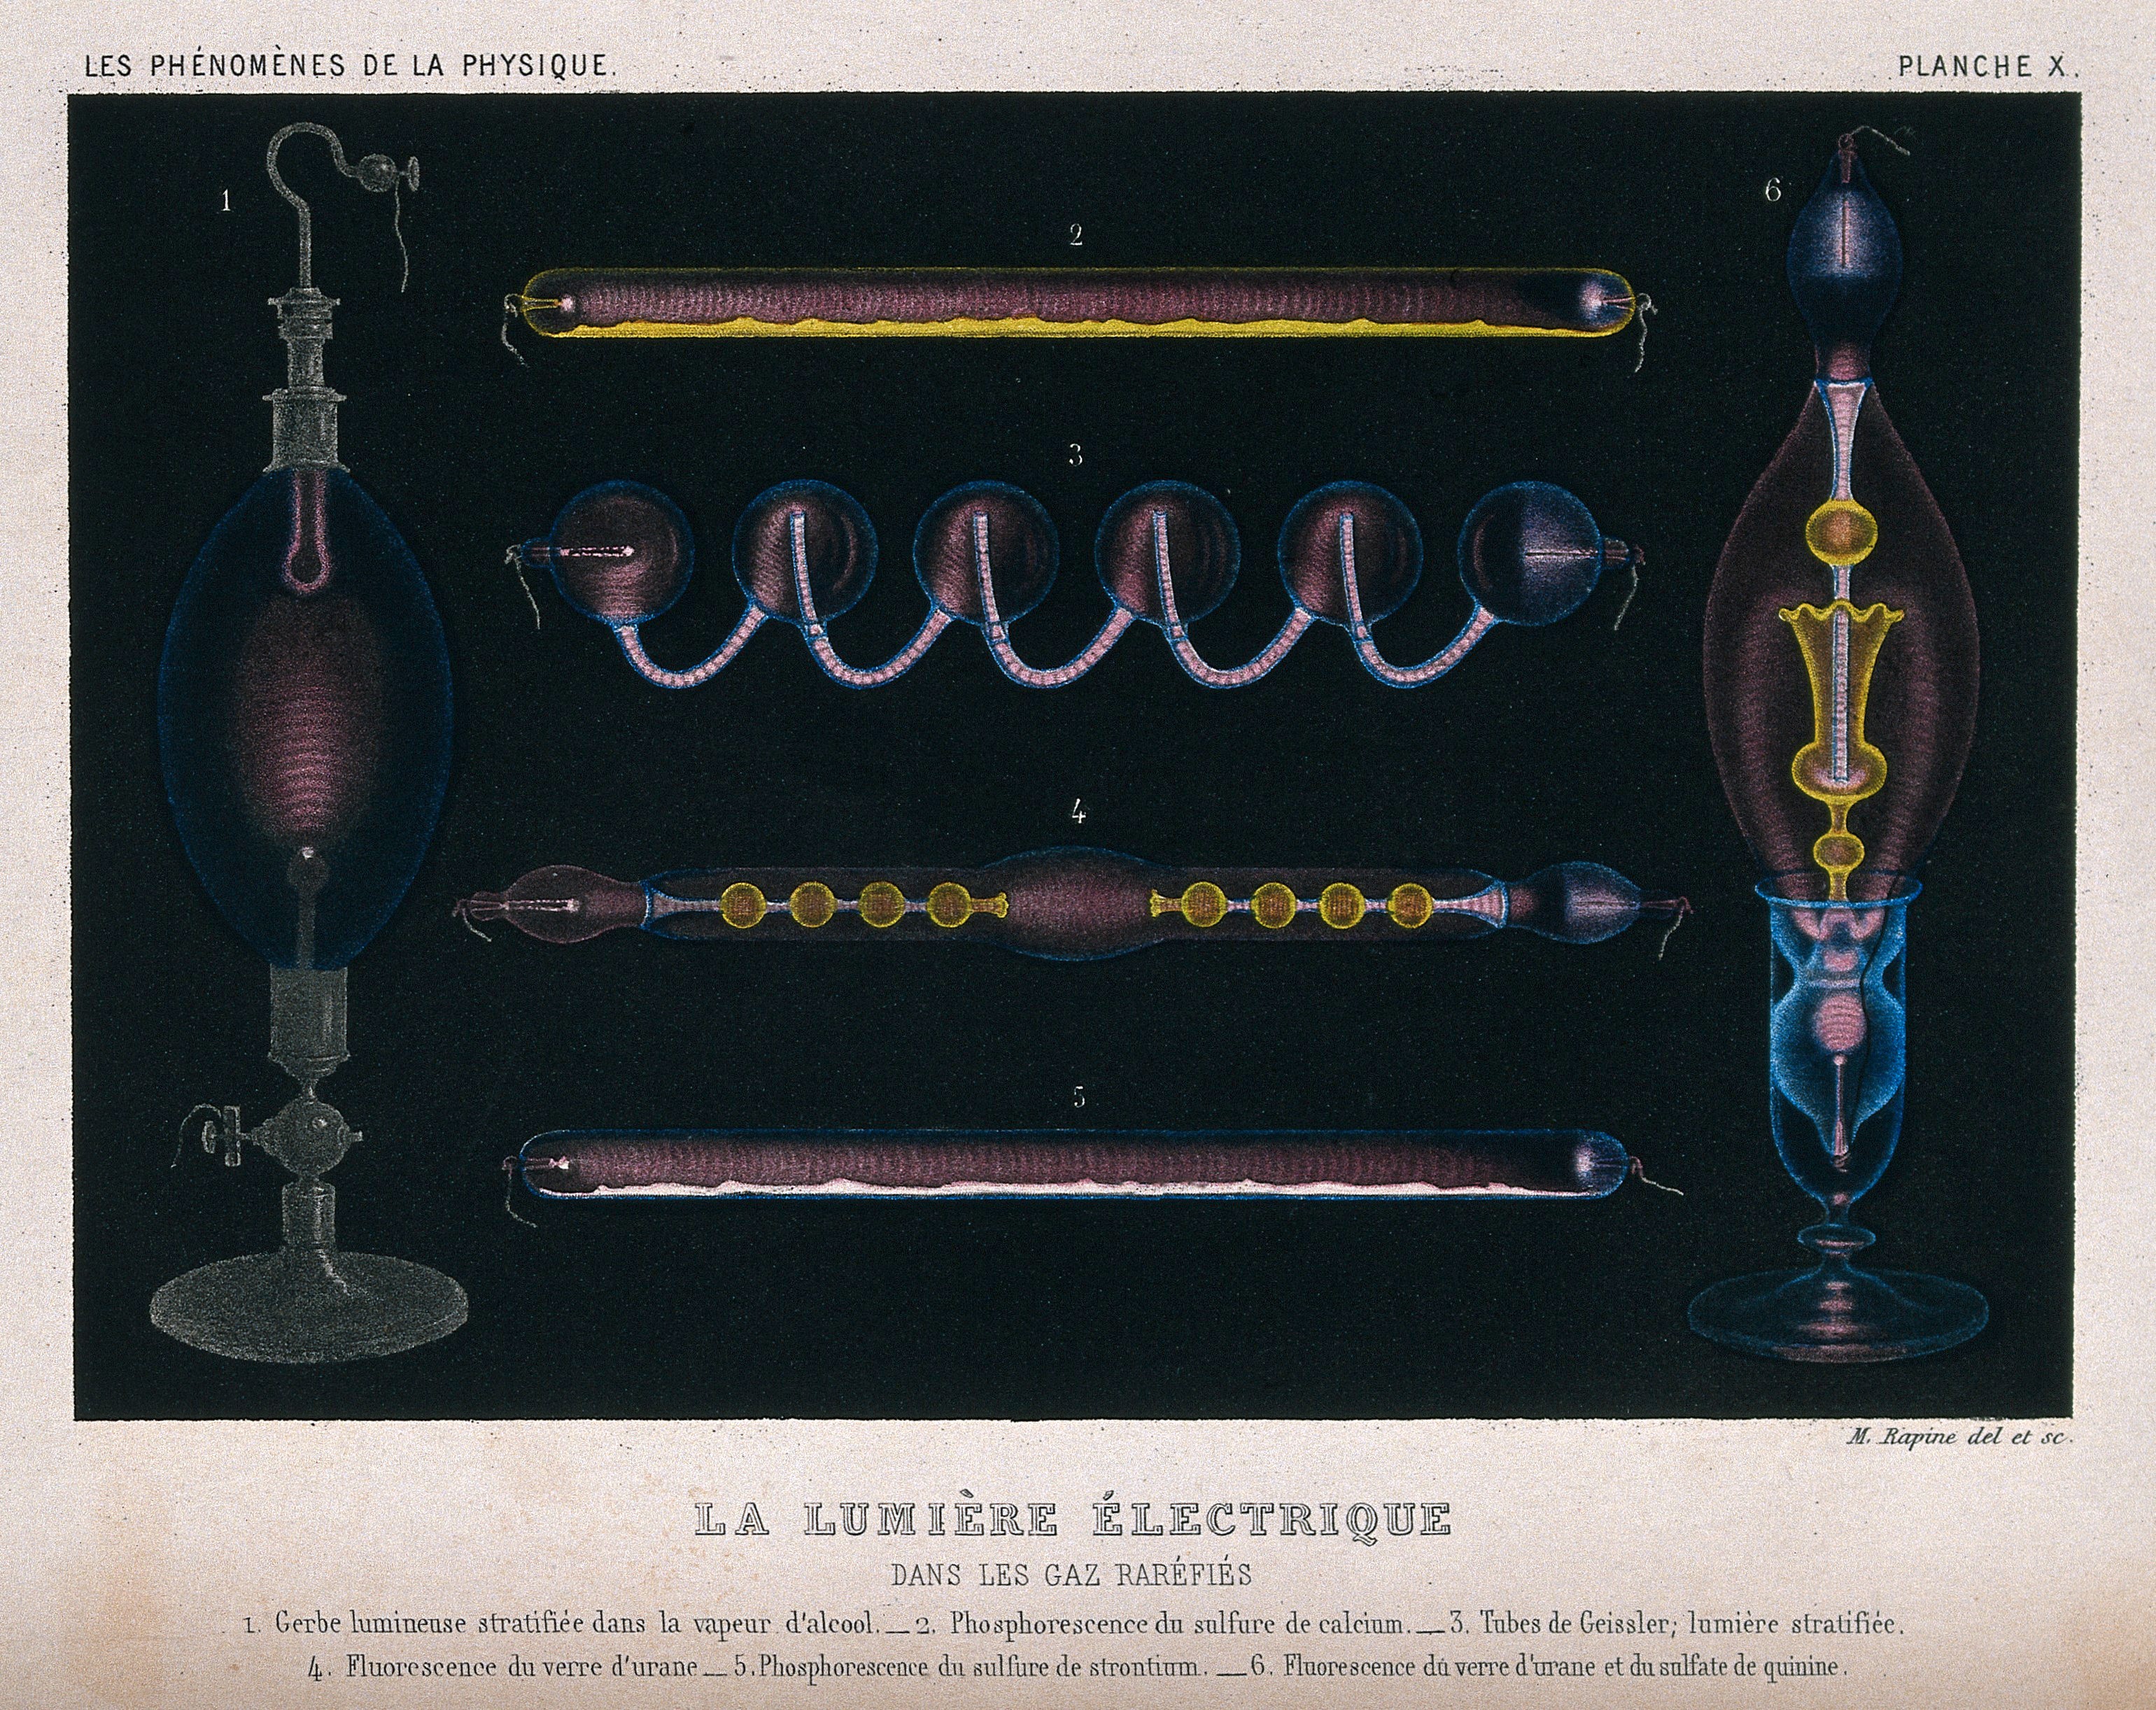 LES PHÉNOMÈNES DE LA PHYSIQUE.
PLANCHE X.
1
2
3
4
5
6
M. Rapine del et sc.
LA LUMIÈRE ÉLECTRIQUE
DANS LES GAZ RARÉFIÉS
1. Gerbe lumineuse stratifiée dans la vapeur d'alcool. — 2. Phosphorescence du sulfure de calcium. — 3. Tubes de Geissler; lumière stratifiée.
4. Fluorescence du verre d'urane — 5. Phosphorescence du sulfure de strontium. — 6. Fluorescence du verre d'urane et du sulfate de quinine.